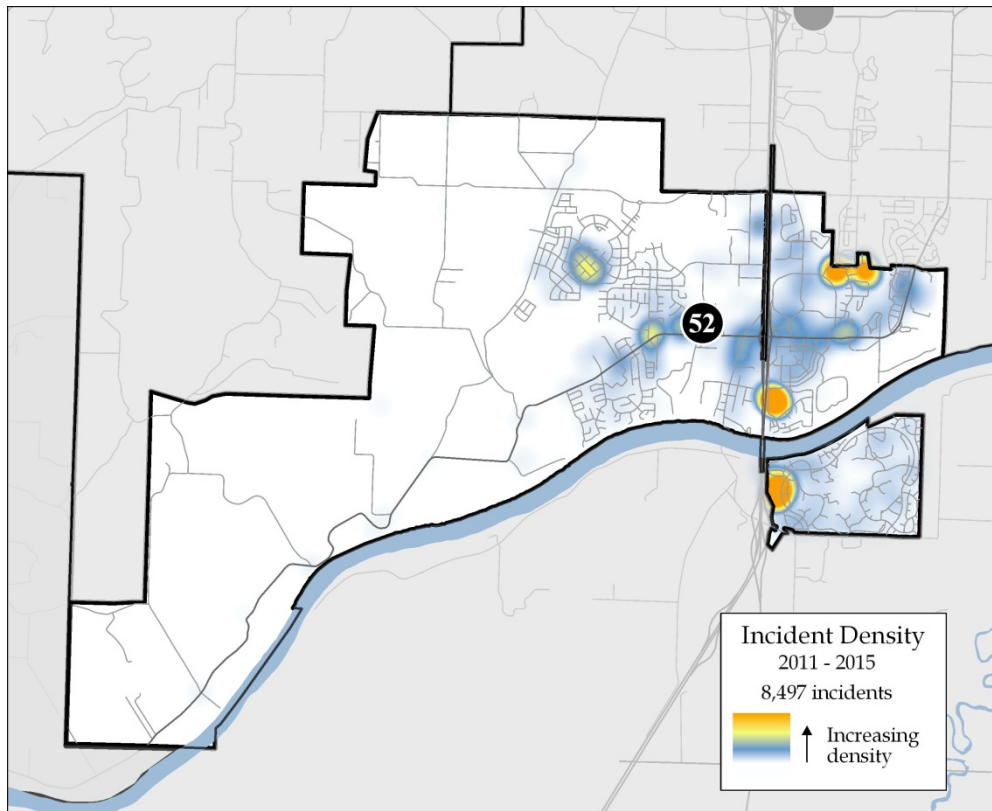 52
Incident Density
2011 - 2015
8,497 incidents
Increasing
density